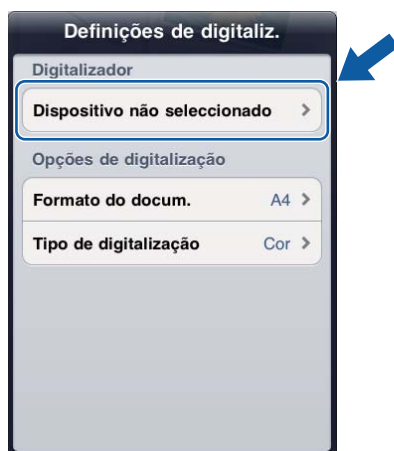 Definições de digitaliz.
Digitalizador
Dispositivo não seleccionado
Opções de digitalização
Formato do docum. A4
Tipo de digitalização Cor